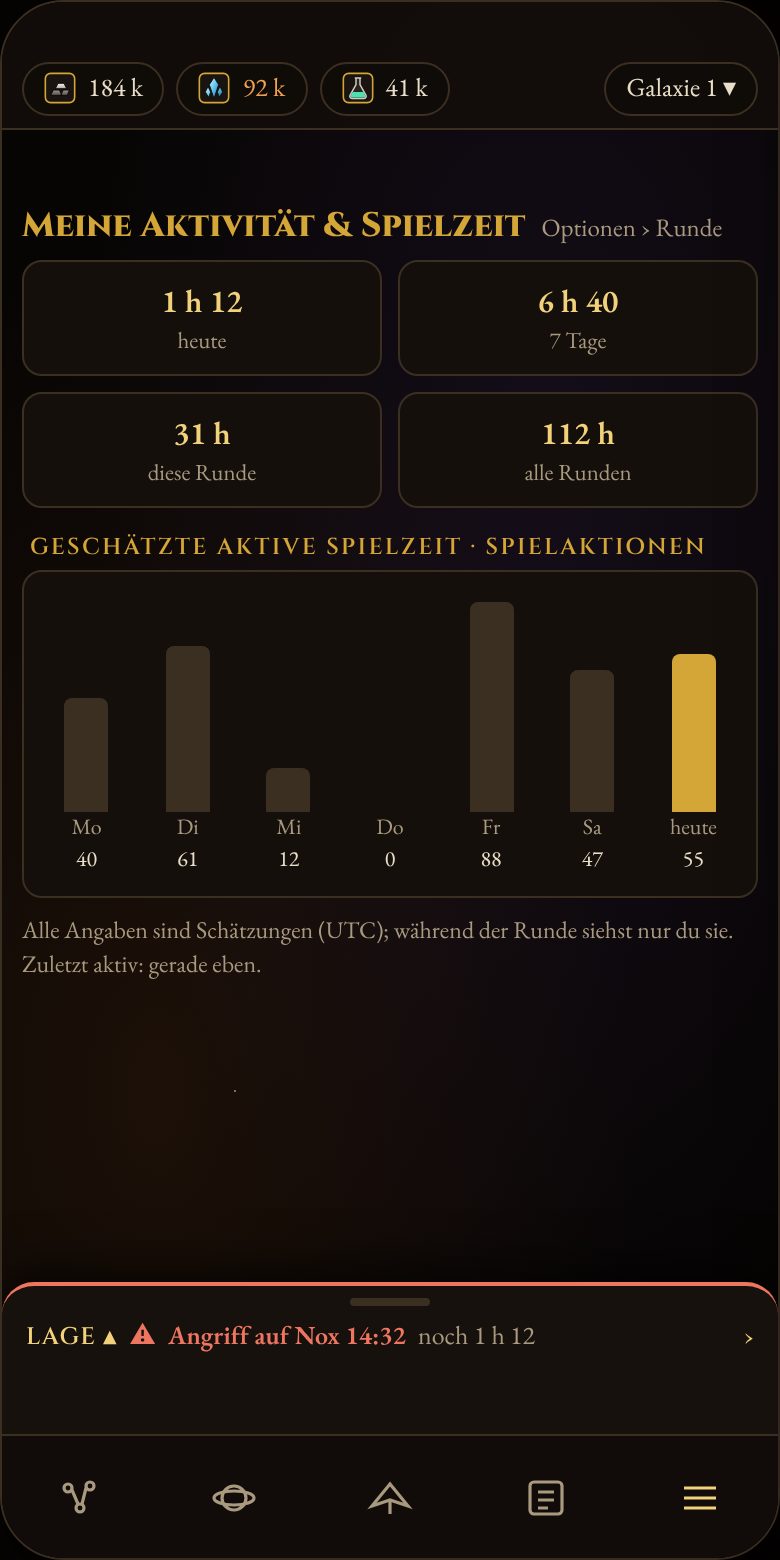 184 k 92 k 41 k Galaxie 1 ▼
Meine Aktivität & Spielzeit Optionen › Runde
1 h 12 6 h 40
heute 7 Tage
31 h 112 h
diese Runde alle Runden
GESCHÄTZTE AKTIVE SPIELZEIT · SPIELAKTIONEN
Mo Di Mi Do Fr Sa heute
40 61 12 0 88 47 55
Alle Angaben sind Schätzungen (UTC); während der Runde siehst nur du sie.
Zuletzt aktiv: gerade eben.
LAGE ▲ Angriff auf Nox 14:32 noch 1 h 12 ›